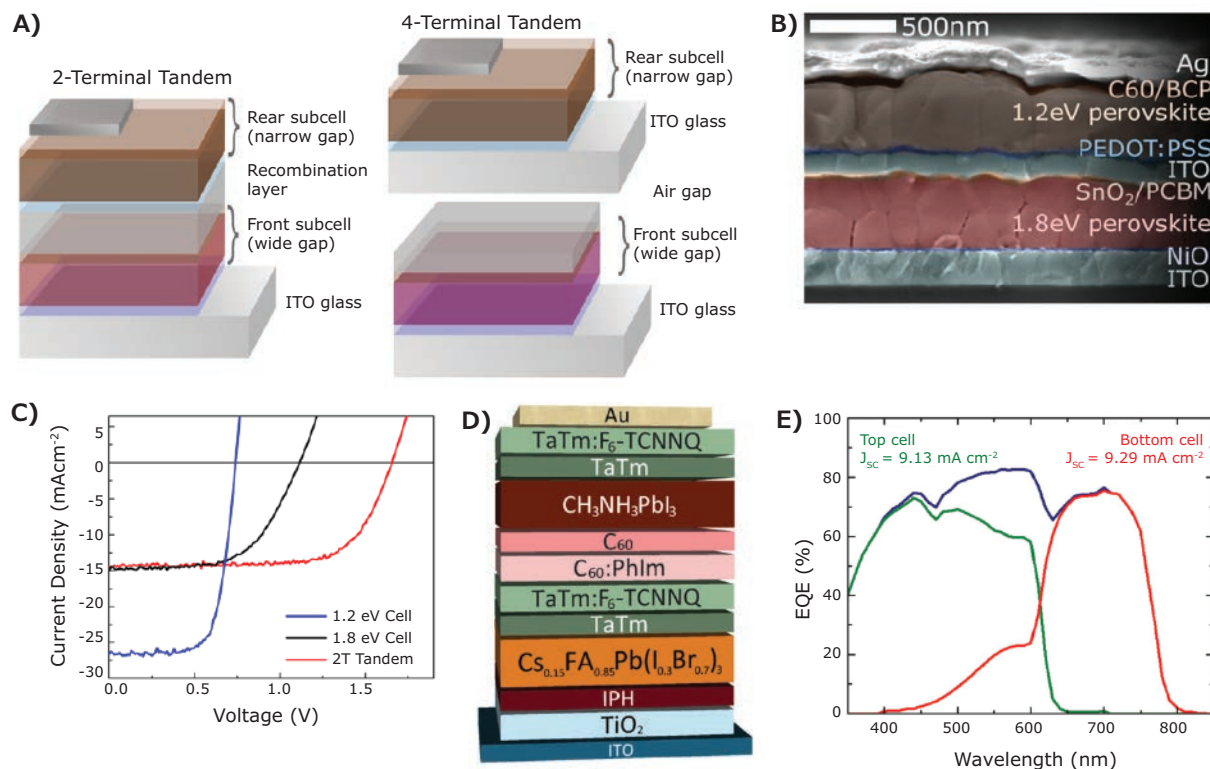 A)
2-Terminal Tandem
Rear subcell
(narrow gap)
Recombination
layer
Front subcell
(wide gap)
ITO glass
4-Terminal Tandem
Rear subcell
(narrow gap)
ITO glass
Air gap
Front subcell
(wide gap)
ITO glass
B)
500nm
Ag
C60/BCP
1.2eV perovskite
PEDOT:PSS
ITO
SnO₂/PCBM
1.8eV perovskite
NiO
ITO
C)
Current Density (mAcm⁻²)
5
0
-5
-10
-15
-20
-25
-30
1.2 eV Cell
1.8 eV Cell
2T Tandem
0.0
0.5
1.0
1.5
Voltage (V)
D)
Au
TaTm:F₆-TCNNQ
TaTm
CH₃NH₃PbI₃
C₆₀
C₆₀:PhIm
TaTm:F₆-TCNNQ
TaTm
Cs₀.₁₅FA₀.₈₅Pb(I₀.₃Br₀.₇)₃
IPH
TiO₂
ITO
E)
EQE (%)
100
80
60
40
20
0
Top cell
J_SC = 9.13 mA cm⁻²
Bottom cell
J_SC = 9.29 mA cm⁻²
400
500
600
700
800
Wavelength (nm)